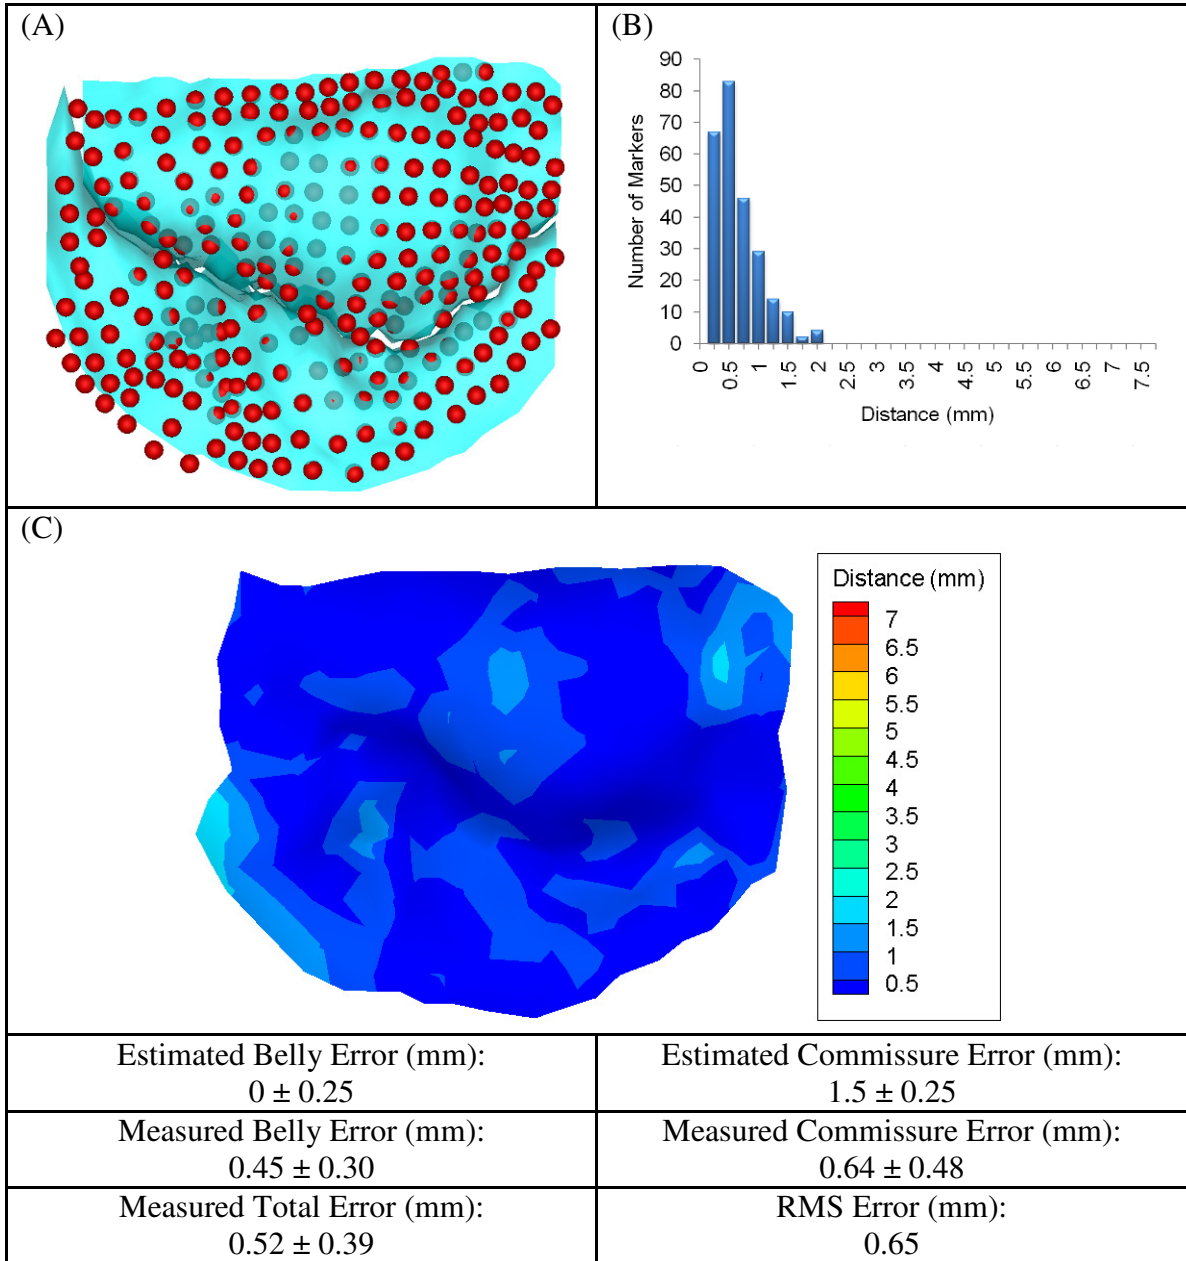 (A)
(B)
90
80
70
60
50
40
30
20
10
0
Number of Markers
0 0.5 1 1.5 2 2.5 3 3.5 4 4.5 5 5.5 6 6.5 7 7.5
Distance (mm)
(C)
Distance (mm)
7
6.5
6
5.5
5
4.5
4
3.5
3
2.5
2
1.5
1
0.5
Estimated Belly Error (mm):
0 ± 0.25
Estimated Commissure Error (mm):
1.5 ± 0.25
Measured Belly Error (mm):
0.45 ± 0.30
Measured Commissure Error (mm):
0.64 ± 0.48
Measured Total Error (mm):
0.52 ± 0.39
RMS Error (mm):
0.65